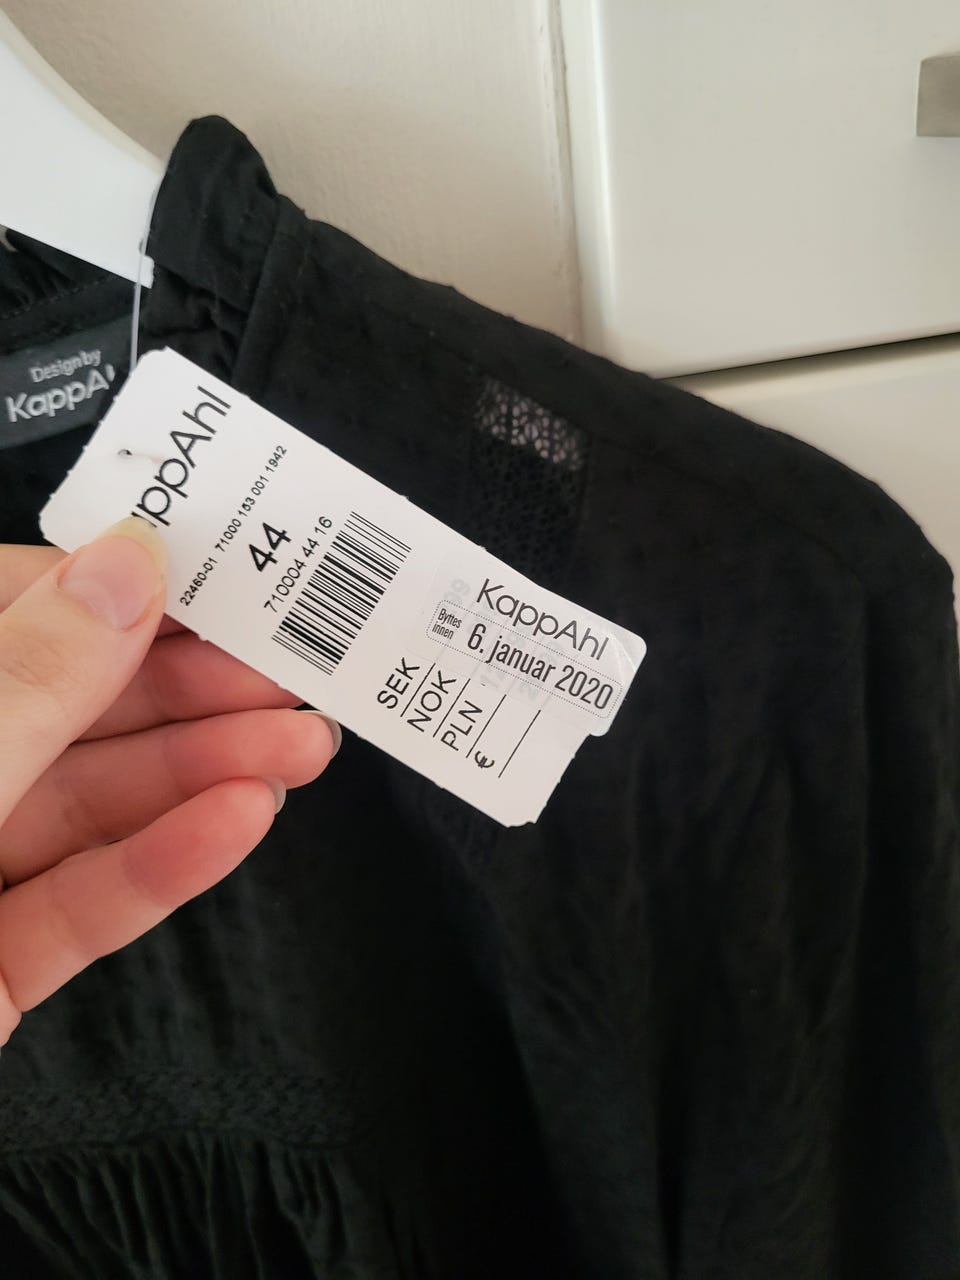 Design by
KappAhl
ppAhl
22460-01 71000 153 001 1942
44
710004 44 16
KappAhl
Byttes
innen
6. januar 2020
SEK
NOK
PLN
€